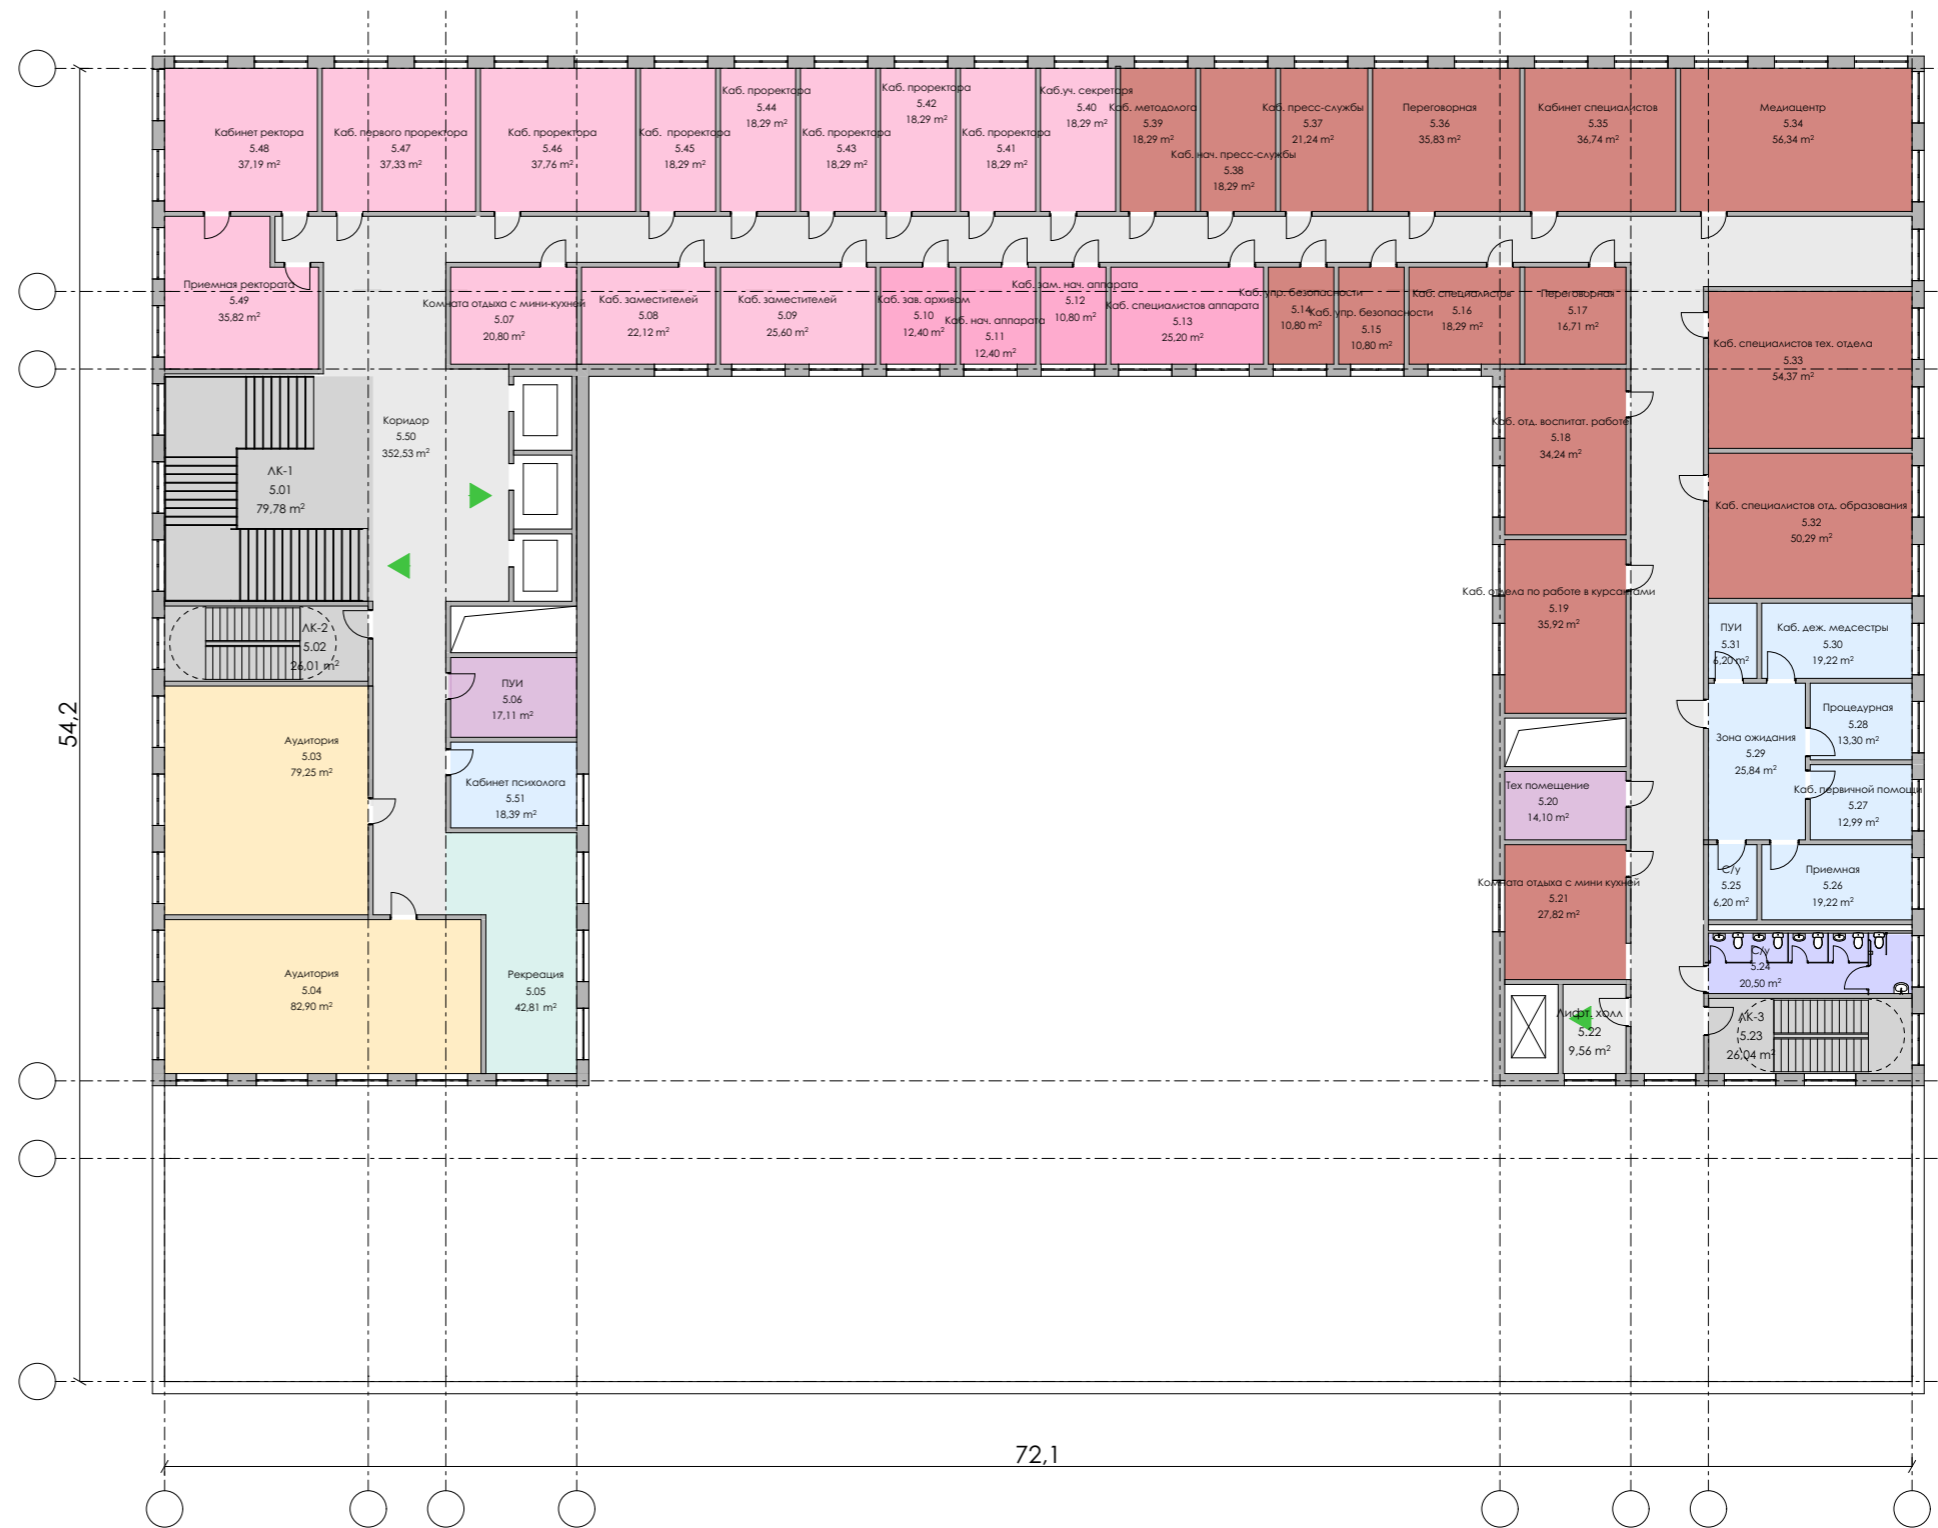 Кабинет ректора
5.48
37,19 m²
Каб. первого проректора
5.47
37,33 m²
Каб. проректора
5.46
37,76 m²
Каб. проректора
5.45
18,29 m²
Каб. проректора
5.44
18,29 m²
Каб. проректора
5.43
18,29 m²
Каб. проректора
5.42
18,29 m²
Каб. проректора
5.41
18,29 m²
Каб.уч. секретаря
5.40
18,29 m²
Каб. методолога
5.39
18,29 m²
Каб. нач. пресс-службы
5.38
18,29 m²
Каб. пресс-службы
5.37
21,24 m²
Переговорная
5.36
35,83 m²
Кабинет специалистов
5.35
36,74 m²
Медиацентр
5.34
56,34 m²
Приемная ректората
5.49
35,82 m²
Комната отдыха с мини-кухней
5.07
20,80 m²
Каб. заместителей
5.08
22,12 m²
Каб. заместителей
5.09
25,60 m²
Каб. зав. архивом
5.10
12,40 m²
Каб. нач. аппарата
5.11
12,40 m²
Каб. зам. нач. аппарата
5.12
10,80 m²
Каб. специалистов аппарата
5.13
25,20 m²
Каб. упр. безопасности
5.14
10,80 m²
Каб. упр. безопасности
5.15
10,80 m²
Каб. специалистов
5.16
18,29 m²
Переговорная
5.17
16,71 m²
Каб. специалистов тех. отдела
5.33
54,37 m²
Коридор
5.50
352,53 m²
ЛК-1
5.01
79,78 m²
Каб. отд. воспитат. работе
5.18
34,24 m²
Каб. специалистов отд. образования
5.32
50,29 m²
Каб. отдела по работе в курсантами
5.19
35,92 m²
ЛК-2
5.02
26,01 m²
ПУИ
5.31
6,20 m²
Каб. деж. медсестры
5.30
19,22 m²
ПУИ
5.06
17,11 m²
Процедурная
5.28
13,30 m²
Зона ожидания
5.29
25,84 m²
Аудитория
5.03
79,25 m²
Кабинет психолога
5.51
18,39 m²
Тех помещение
5.20
14,10 m²
Каб. первичной помощи
5.27
12,99 m²
Комната отдыха с мини кухней
5.21
27,82 m²
С/у
5.25
6,20 m²
Приемная
5.26
19,22 m²
С/у
5.24
20,50 m²
Аудитория
5.04
82,90 m²
Рекреация
5.05
42,81 m²
Лифт. холл
5.22
9,56 m²
ЛК-3
5.23
26,04 m²
54,2
72,1